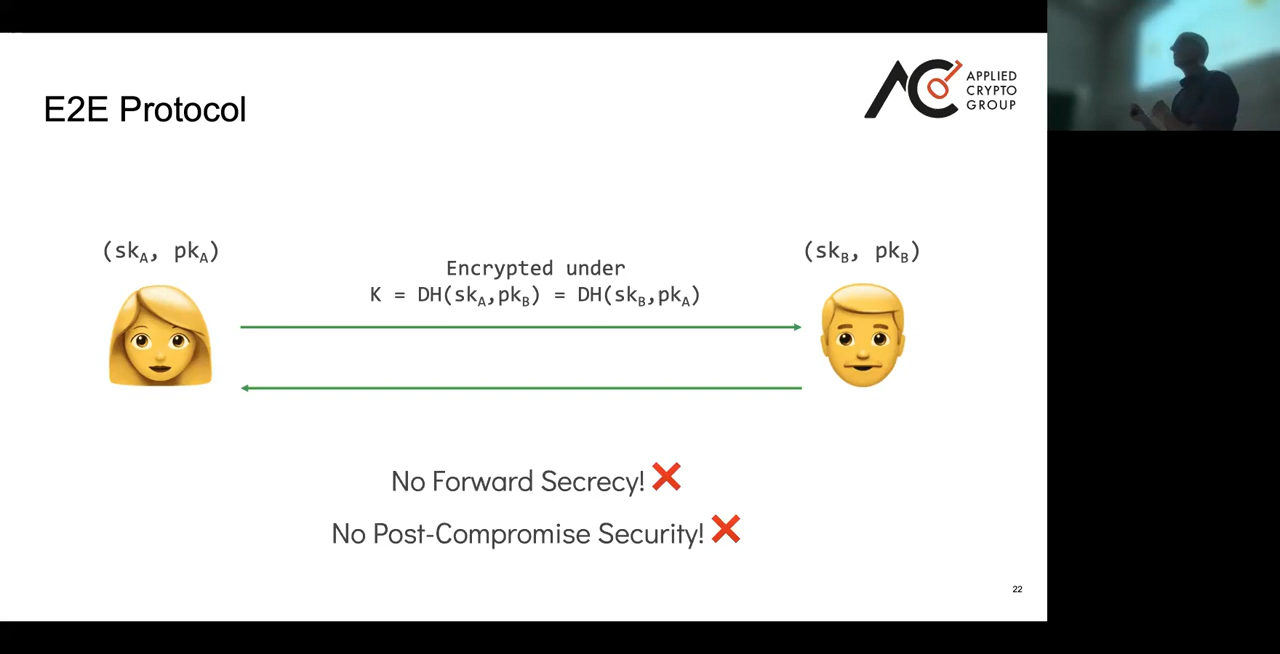 E2E Protocol
APPLIED
CRYPTO
GROUP
(skA, pkA)
(skB, pkB)
Encrypted under
K = DH(skA,pkB) = DH(skB,pkA)
No Forward Secrecy! ❌
No Post-Compromise Security! ❌
22